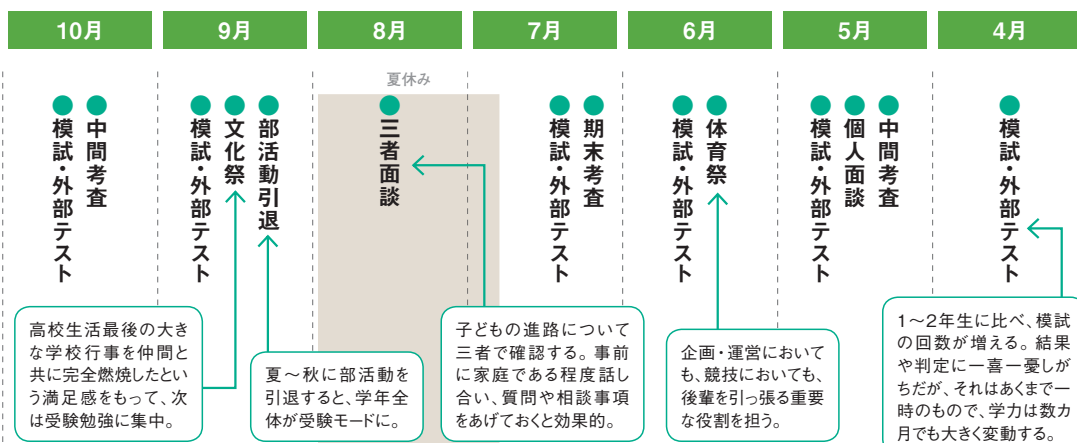 4月
模試・外部テスト
1〜2年生に比べ、模試
の回数が増える。結果
や判定に一喜一憂しが
ちだが、それはあくまで一
時のもので、学力は数カ
月でも大きく変動する。
5月
中間考査
個人面談
模試・外部テスト
6月
体育祭
模試・外部テスト
企画・運営において
も、競技においても、
後輩を引っ張る重要
な役割を担う。
7月
期末考査
模試・外部テスト
8月
夏休み
三者面談
子どもの進路について
三者で確認する。事前
に家庭である程度話し
合い、質問や相談事項
をあげておくと効果的。
9月
部活動引退
文化祭
模試・外部テスト
夏〜秋に部活動を
引退すると、学年全
体が受験モードに。
高校生活最後の大き
な学校行事を仲間と
共に完全燃焼したとい
う満足感をもって、次
は受験勉強に集中。
10月
中間考査
模試・外部テスト